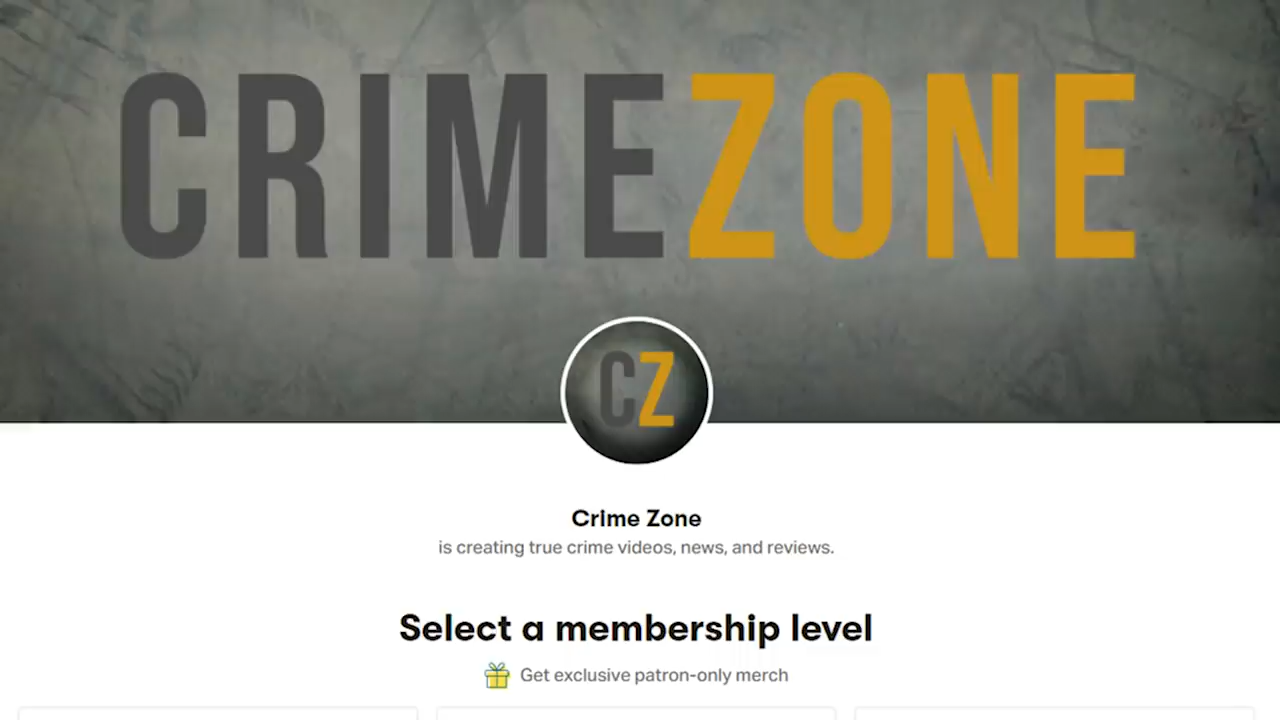 CRIMEZONE
CZ
Crime Zone
is creating true crime videos, news, and reviews.
Select a membership level
Get exclusive patron-only merch